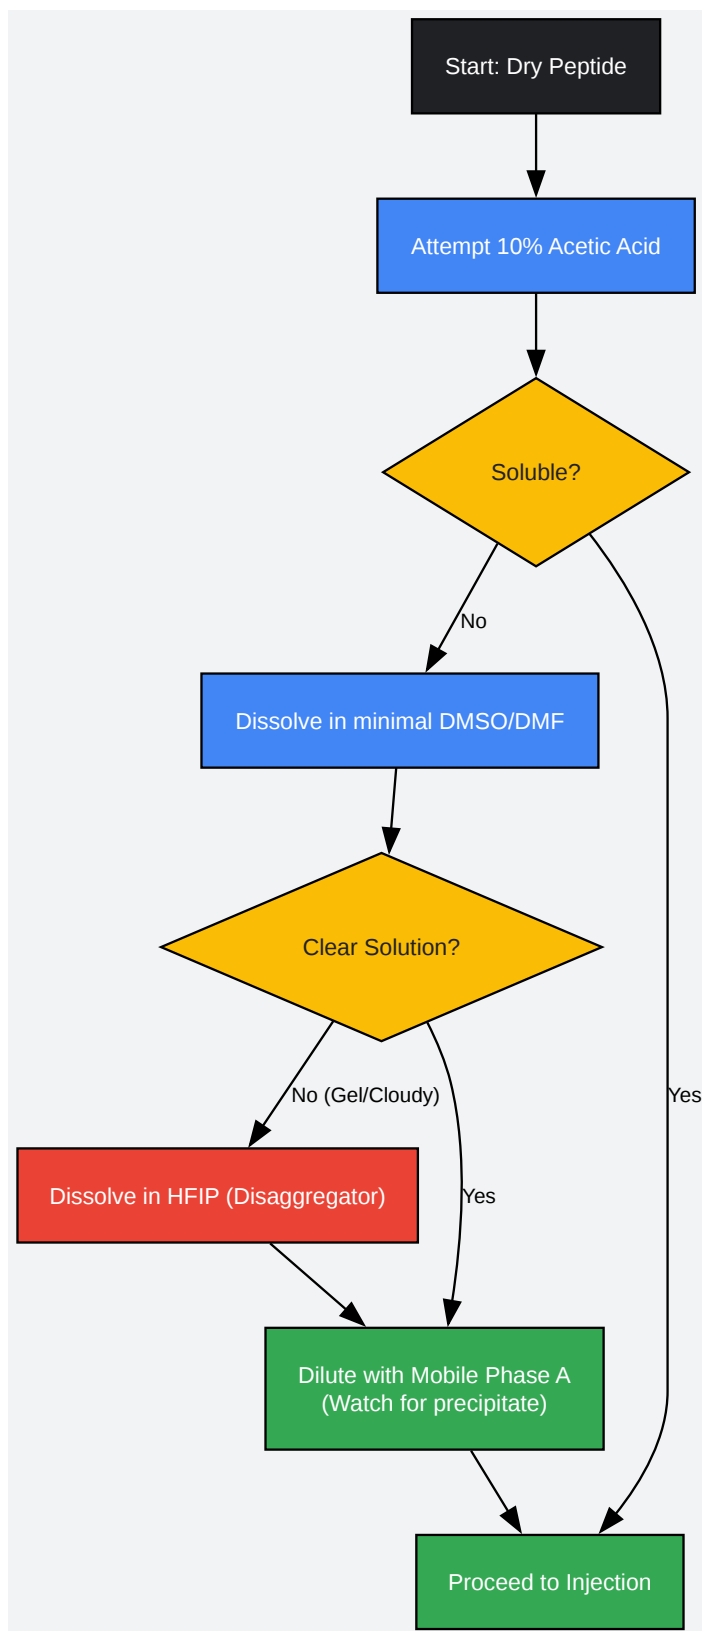 Start: Dry Peptide
Attempt 10% Acetic Acid
Soluble?
No
Dissolve in minimal DMSO/DMF
Clear Solution?
No (Gel/Cloudy)
Yes
Dissolve in HFIP (Disaggregator)
Yes
Dilute with Mobile Phase A
(Watch for precipitate)
Proceed to Injection